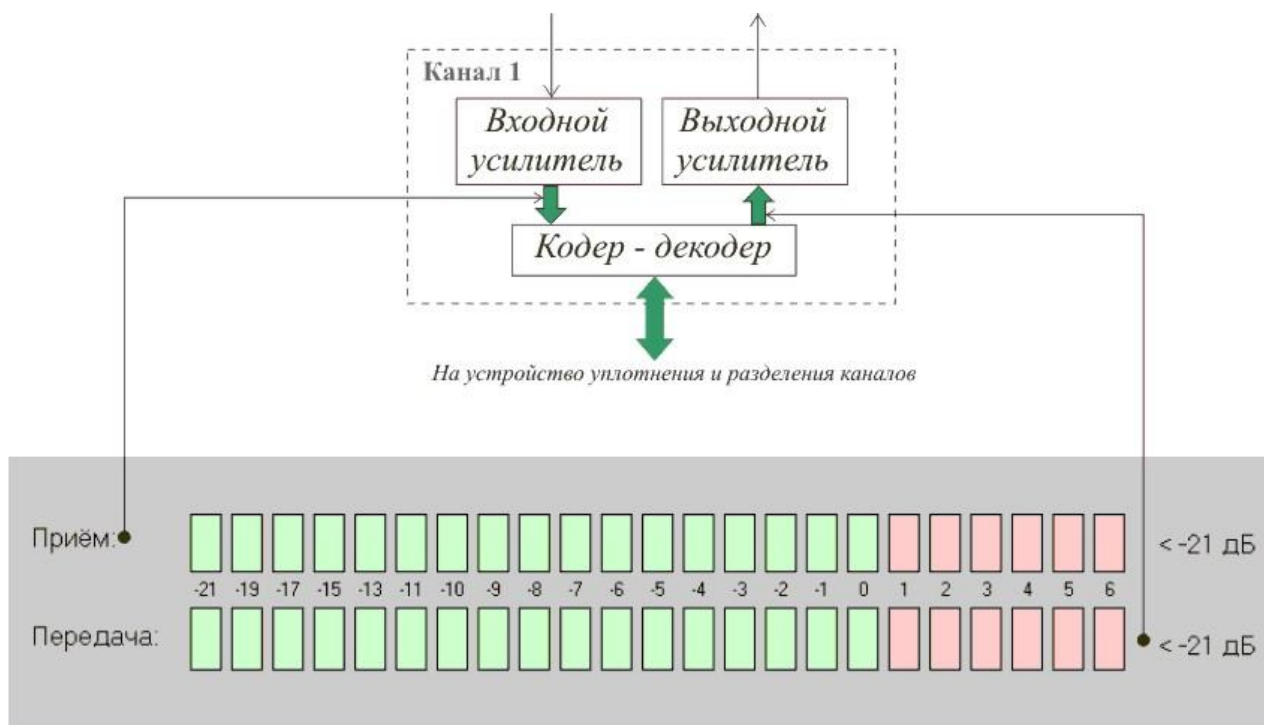 Канал 1
Входной
усилитель
Выходной
усилитель
Кодер - декодер
На устройство уплотнения и разделения каналов
Приём:
< -21 дБ
-21 -19 -17 -15 -13 -11 -10 -9 -8 -7 -6 -5 -4 -3 -2 -1 0 1 2 3 4 5 6
Передача:
< -21 дБ